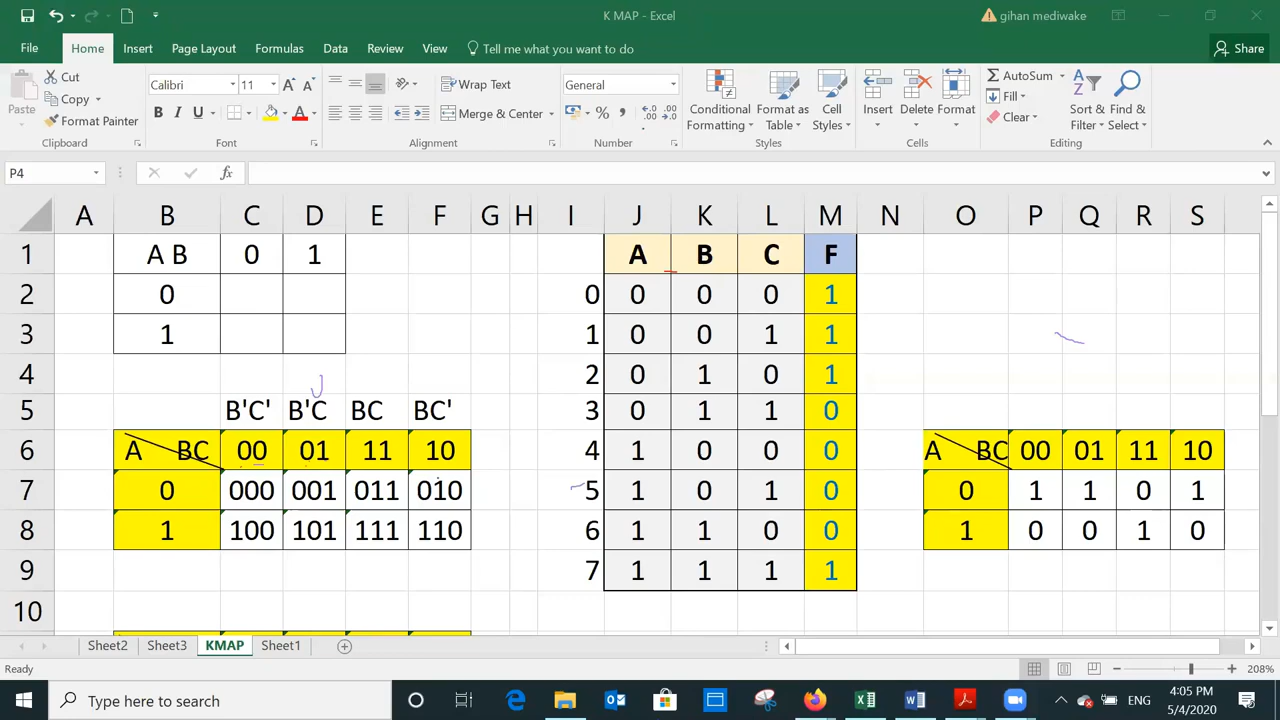 K MAP - Excel
gihan mediwake
File Home Insert Page Layout Formulas Data Review View Tell me what you want to do Share
Paste
Cut
Copy
Format Painter
Clipboard
Calibri 11
B I U
Font
Wrap Text
Merge & Center
Alignment
General
% , .0 .00
Number
Conditional Formatting
Format as Table
Cell Styles
Styles
Insert Delete Format
Cells
AutoSum
Fill
Clear
Sort & Filter
Find & Select
Editing
P4 fx
A B C D E F G H I J K L M N O P Q R S
1 A B 0 1 A B C F
2 0 0 0 0 0 1
3 1 1 0 0 1 1
4 2 0 1 0 1
5 B'C' B'C BC BC' 3 0 1 1 0
6 A BC 00 01 11 10 4 1 0 0 0 A BC 00 01 11 10
7 0 000 001 011 010 5 1 0 1 0 0 1 1 0 1
8 1 100 101 111 110 6 1 1 0 0 1 0 0 1 0
9 7 1 1 1 1
10
Sheet2 Sheet3 KMAP Sheet1
Ready 208%
Type here to search
ENG
4:05 PM
5/4/2020